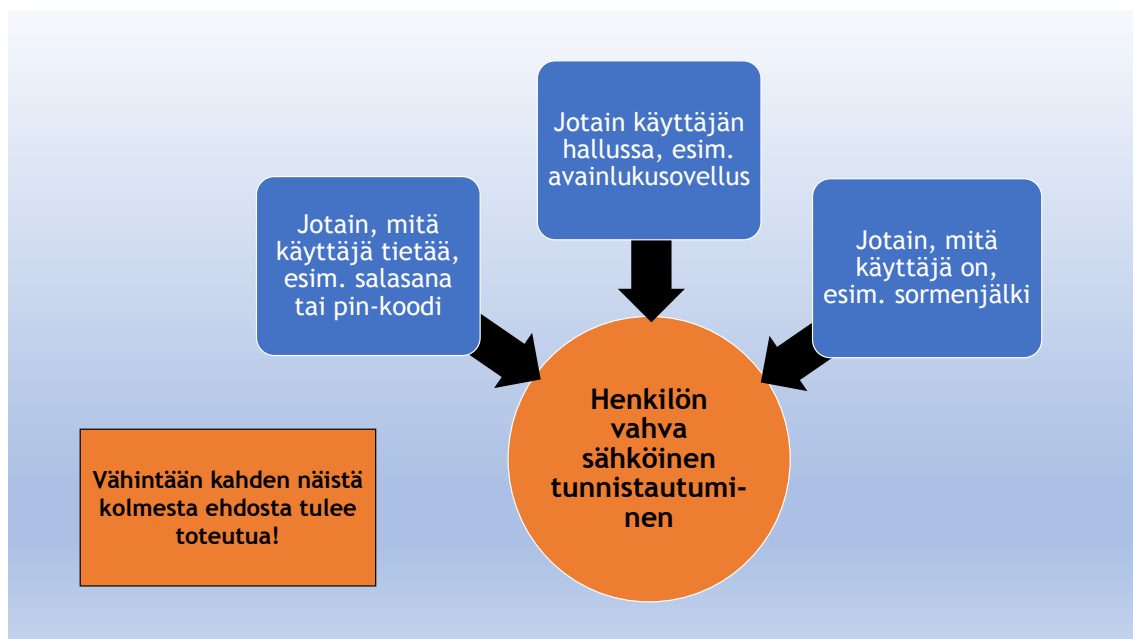 Jotain käyttäjän
hallussa, esim.
avainlukusovellus
Jotain, mitä
käyttäjä tietää,
esim. salasana
tai pin-koodi
Jotain, mitä
käyttäjä on,
esim. sormenjälki
Henkilön
vahva
sähköinen
tunnistautumi-
nen
Vähintään kahden näistä
kolmesta ehdosta tulee
toteutua!